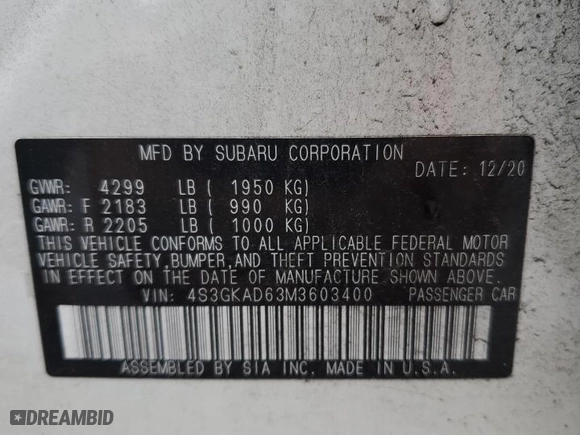 MFD BY SUBARU CORPORATION
DATE: 12/20
GVWR: 4299 LB ( 1950 KG)
GAWR: F 2183 LB ( 990 KG)
GAWR: R 2205 LB ( 1000 KG)
THIS VEHICLE CONFORMS TO ALL APPLICABLE FEDERAL MOTOR
VEHICLE SAFETY,BUMPER,AND THEFT PREVENTION STANDARDS
IN EFFECT ON THE DATE OF MANUFACTURE SHOWN ABOVE.
VIN: 4S3GKAD63M3603400 PASSENGER CAR
ASSEMBLED BY SIA INC. MADE IN U.S.A.
DREAMBID